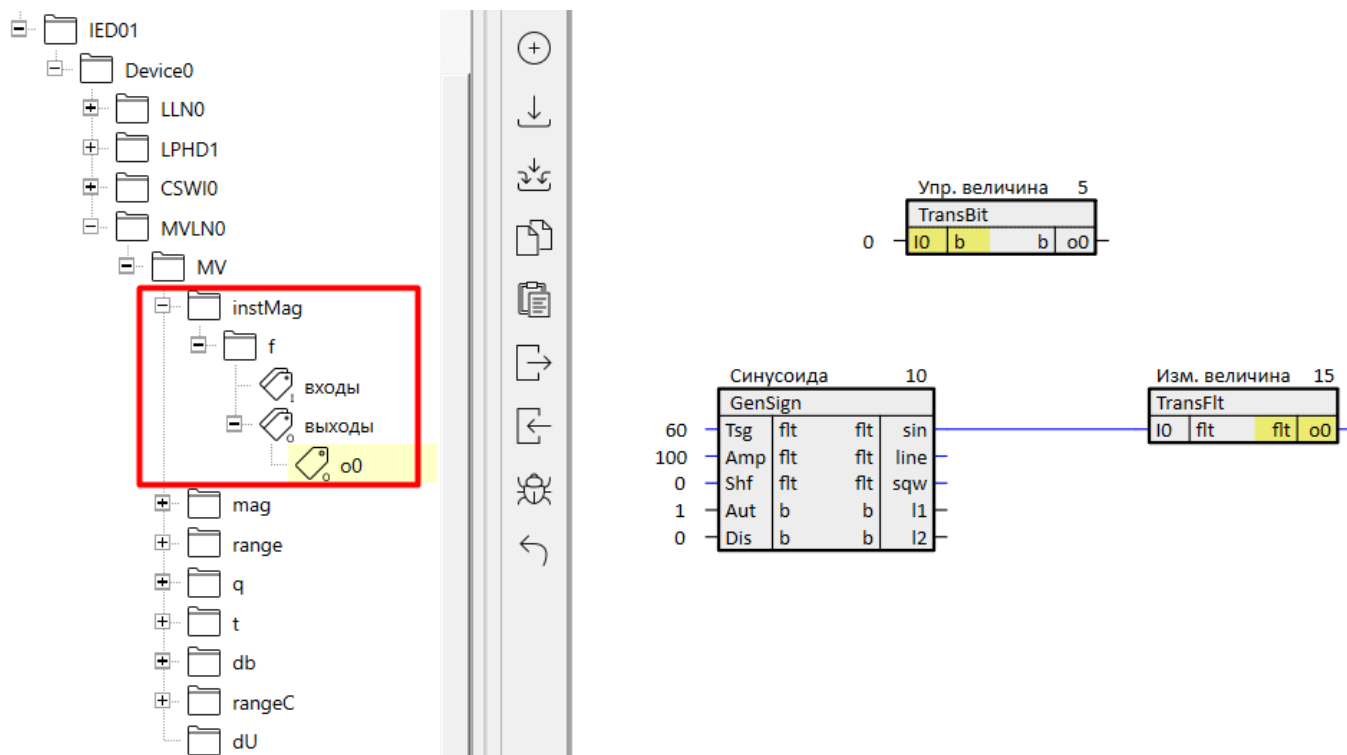 IED01
Device0
LLN0
LPHD1
CSWI0
MVLN0
MV
instMag
f
входы
выходы
o0
mag
range
q
t
db
rangeC
dU
Упр. величина 5
TransBit
0 I0 b b o0
Синусоида 10
GenSign
60 Tsg flt flt sin
100 Amp flt flt line
0 Shf flt flt sqw
1 Aut b b l1
0 Dis b b l2
Изм. величина 15
TransFlt
I0 flt flt o0